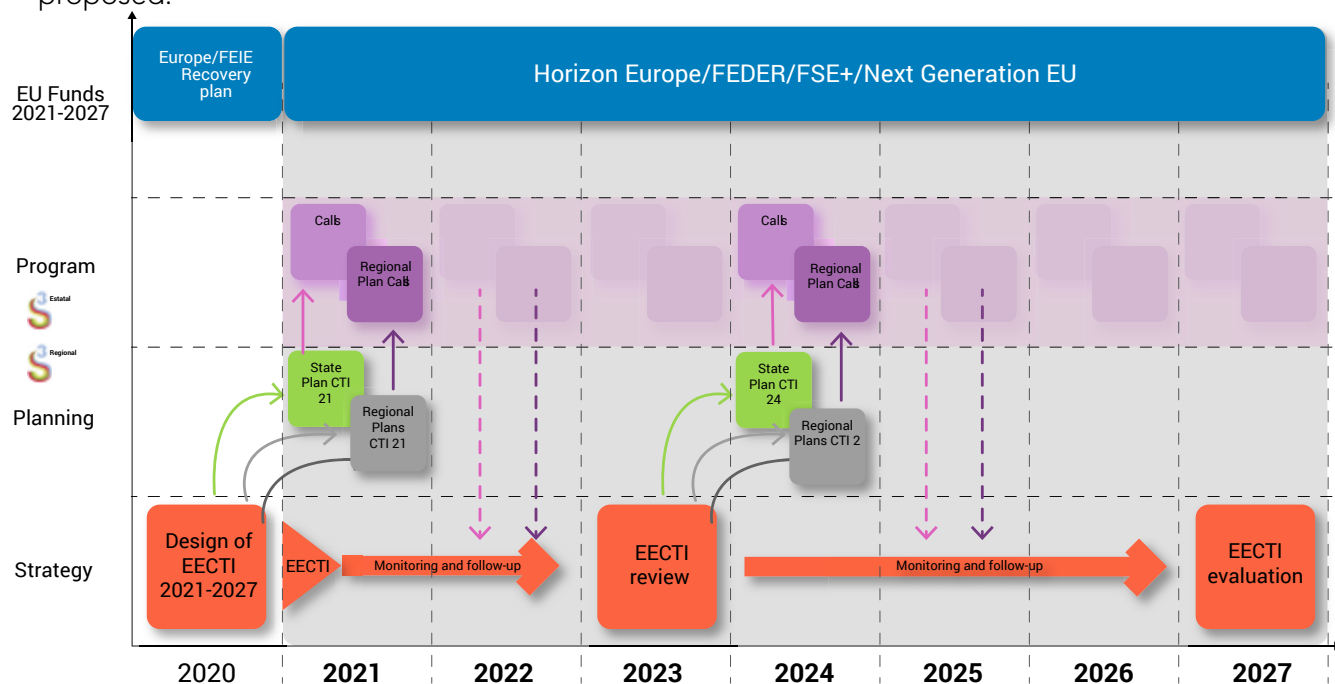 proposed.
EU Funds
2021-2027
Europe/FEIE
Recovery
plan
Horizon Europe/FEDER/FSE+/Next Generation EU
Program
S3 Estatal
S3 Regional
Calls
Regional
Plan Calls
Calls
Regional
Plan Calls
Planning
State
Plan CTI
21
Regional
Plans
CTI 21
State
Plan CTI
24
Regional
Plans CTI 2
Strategy
Design of
EECTI
2021-2027
EECTI
Monitoring and follow-up
EECTI
review
Monitoring and follow-up
EECTI
evaluation
2020
2021
2022
2023
2024
2025
2026
2027